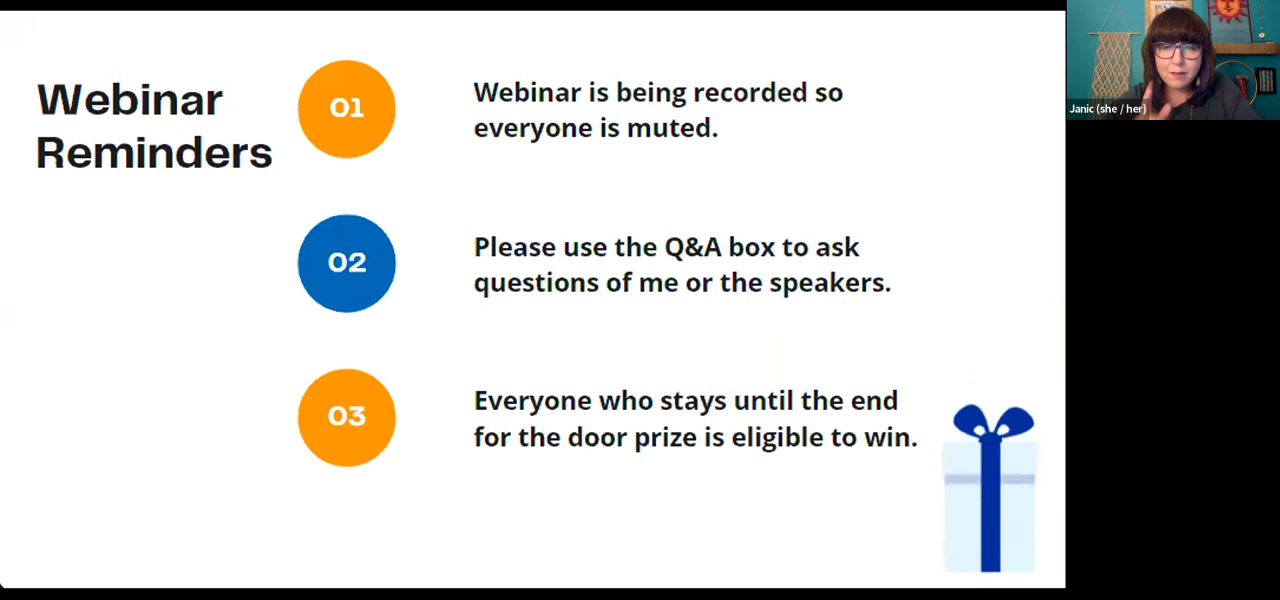 Webinar
Reminders
01
Webinar is being recorded so
everyone is muted.
02
Please use the Q&A box to ask
questions of me or the speakers.
03
Everyone who stays until the end
for the door prize is eligible to win.
Janic (she / her)